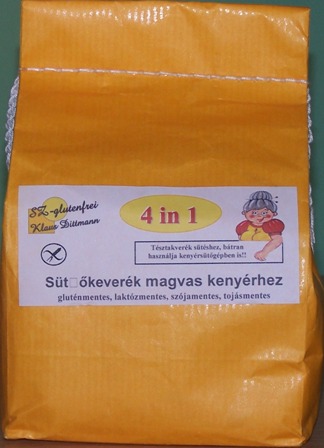 SZ-glutenfrei
Klaus Dittmann
4 in 1
Tésztakverék sütéshez, bátran
használja kenyérsütőgépben is!!
Süt□őkeverék magvas kenyérhez
gluténmentes, laktózmentes, szójamentes, tojásmentes